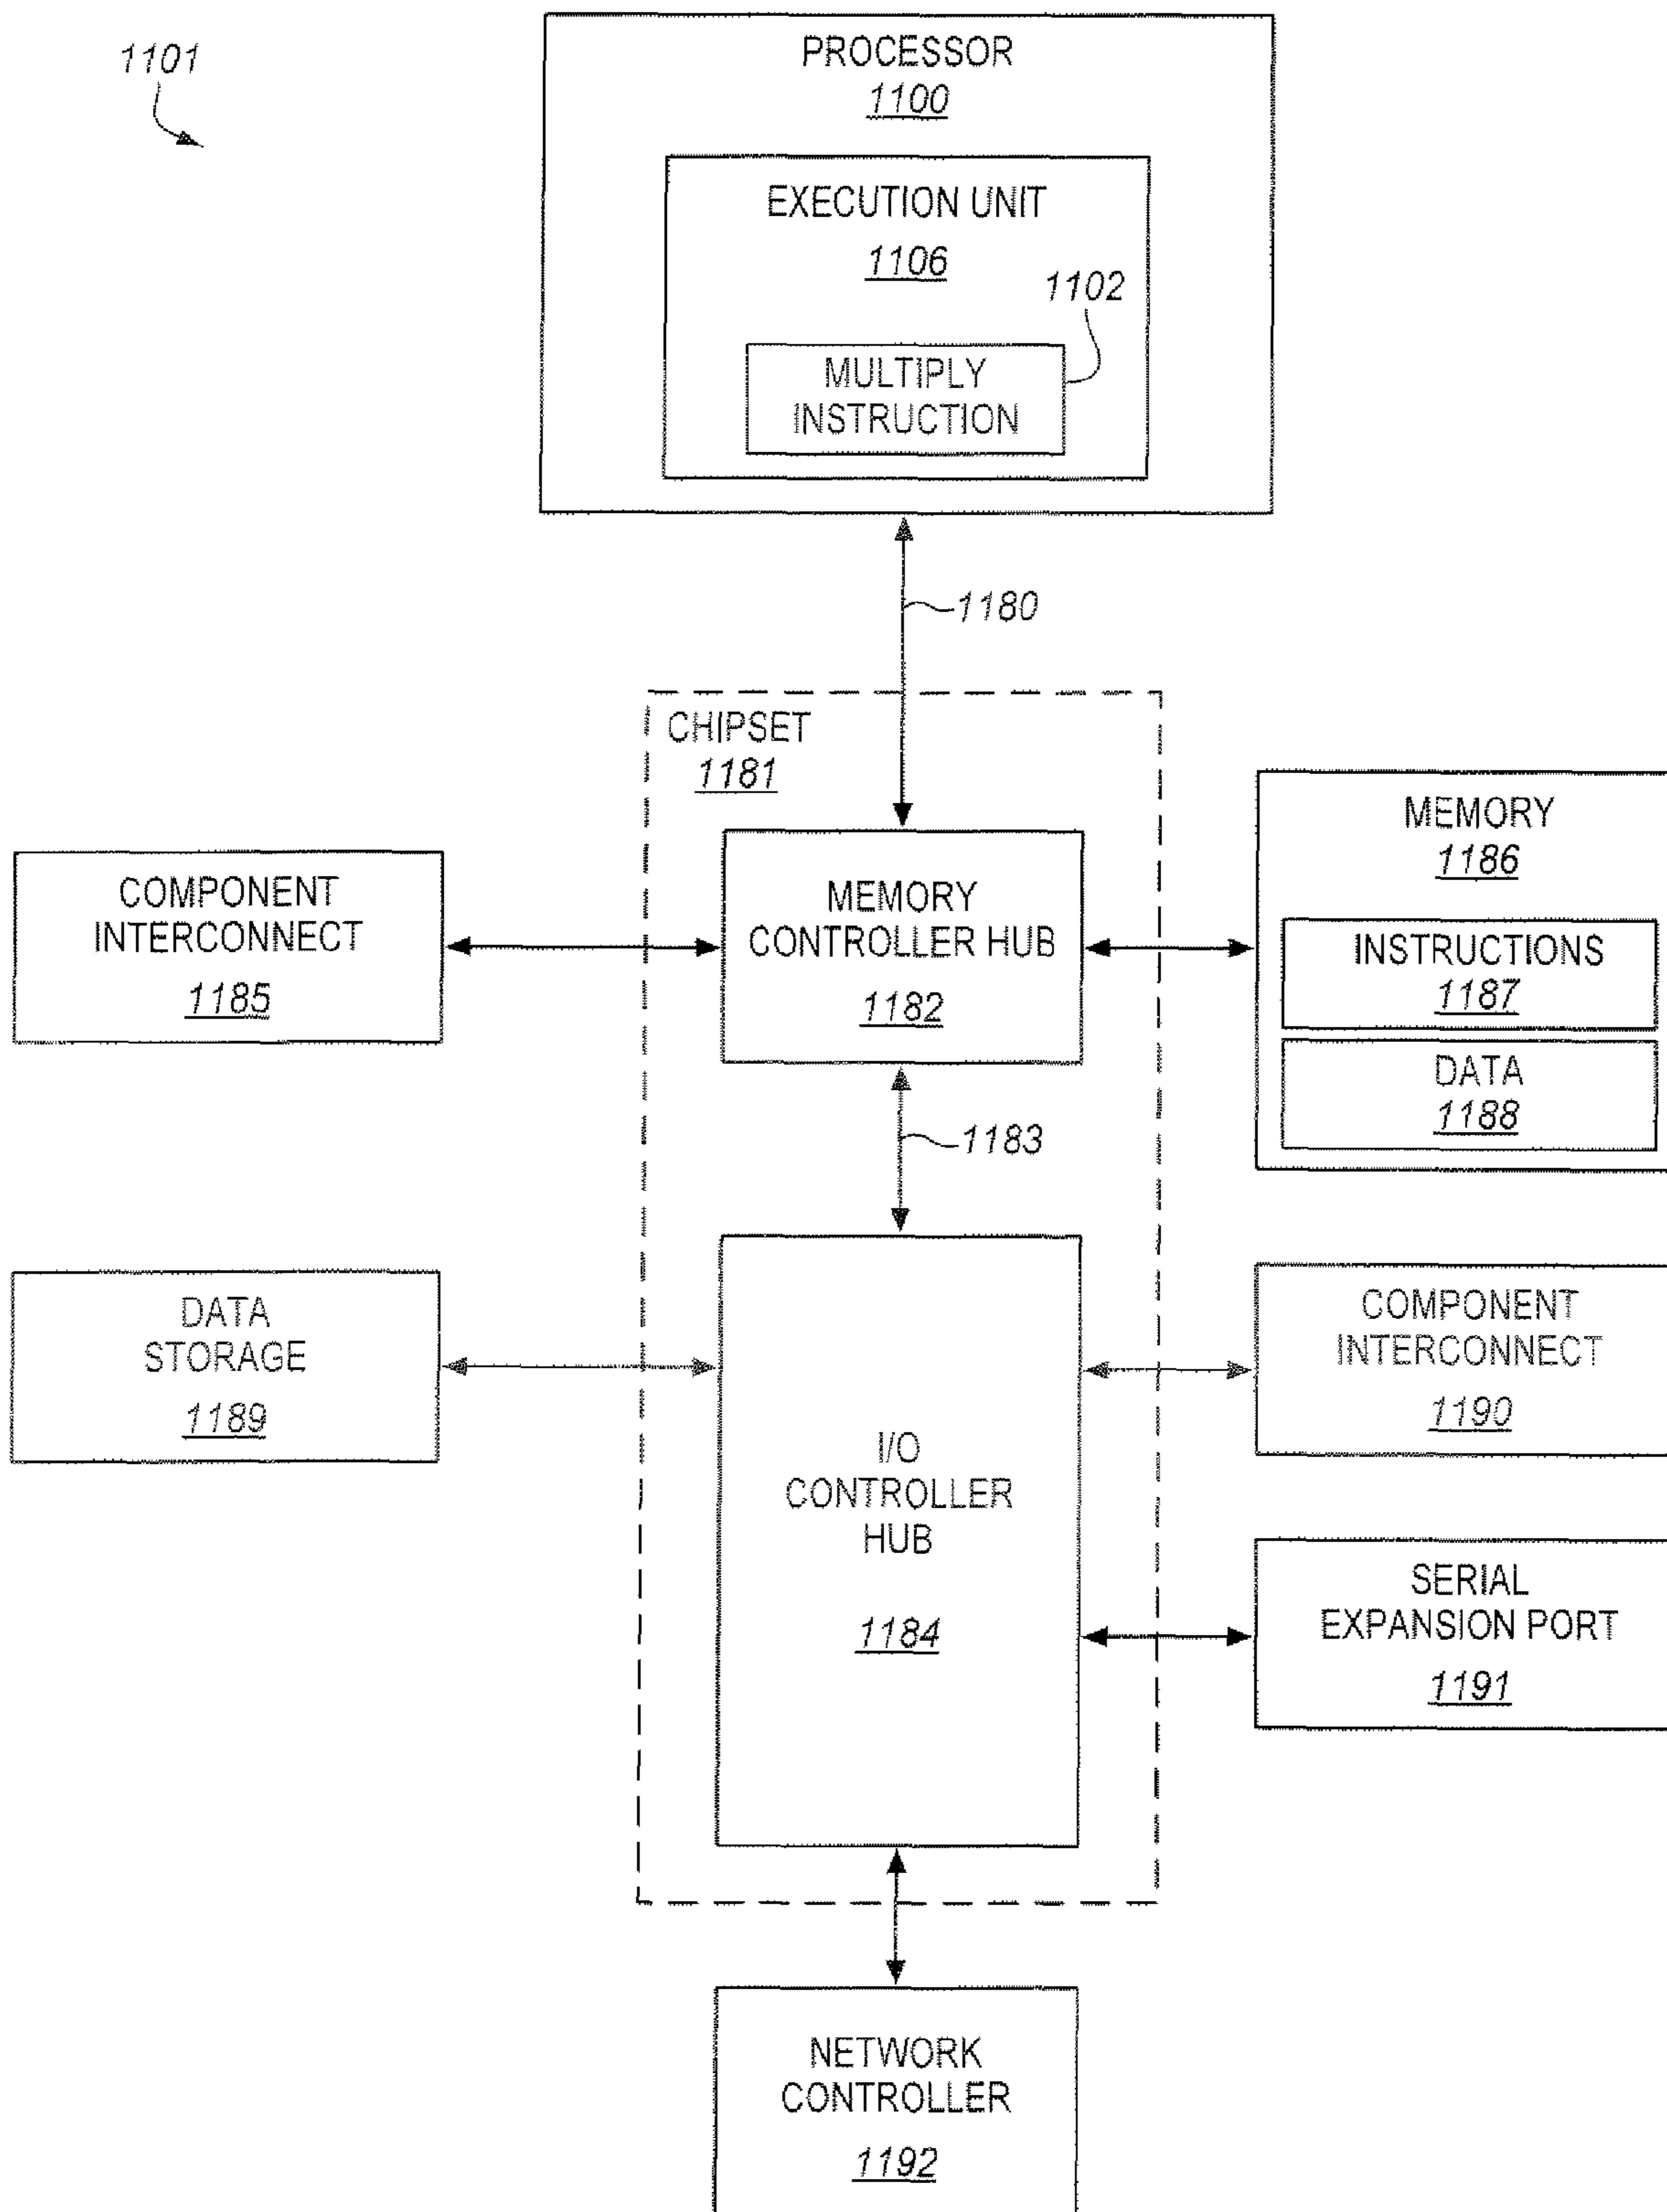 1101
PROCESSOR
1100
EXECUTION UNIT
1106
1102
MULTIPLY
INSTRUCTION
1180
CHIPSET
1181
MEMORY
1186
COMPONENT
INTERCONNECT
1185
MEMORY
CONTROLLER HUB
1182
INSTRUCTIONS
1187
DATA
1188
1183
DATA
STORAGE
1189
COMPONENT
INTERCONNECT
1190
I/O
CONTROLLER
HUB
1184
SERIAL
EXPANSION PORT
1191
NETWORK
CONTROLLER
1192